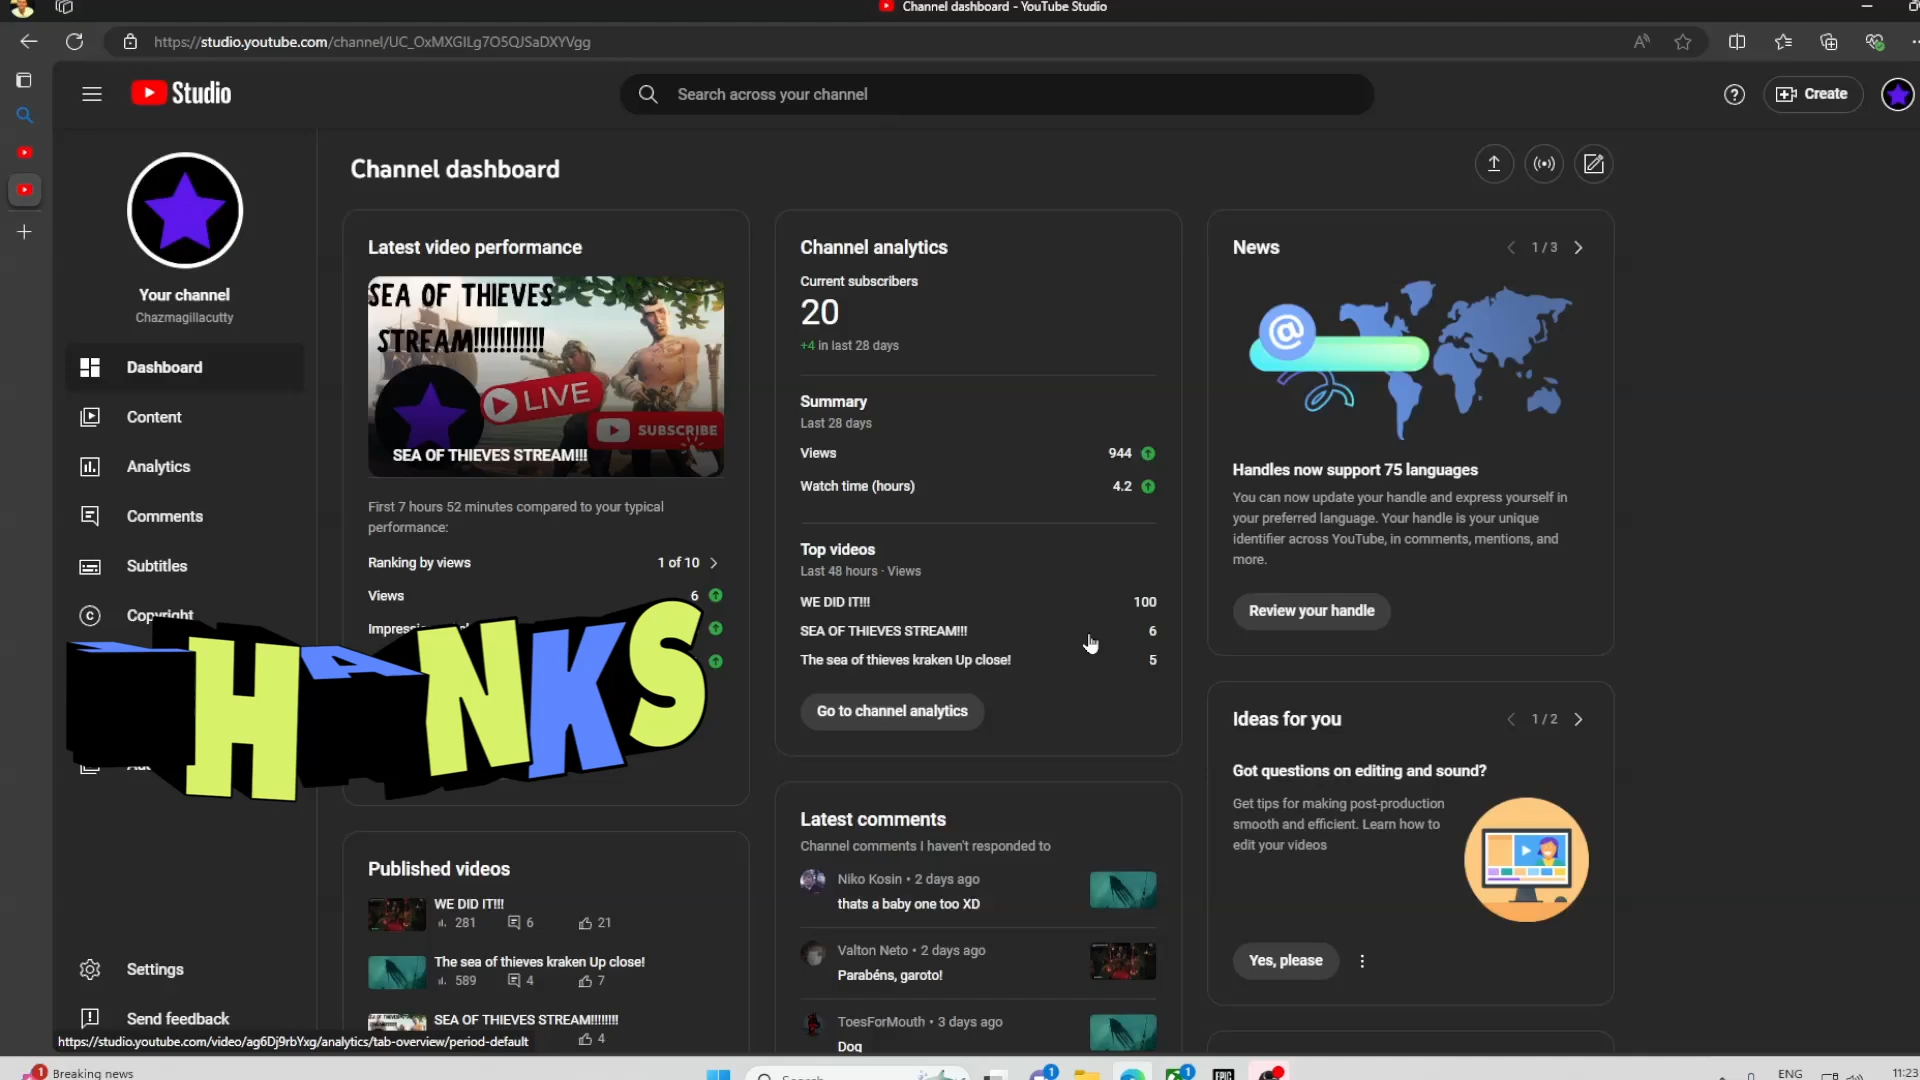 Channel dashboard - YouTube Studio
https://studio.youtube.com/channel/UC_OxMXGILg7O5QJSaDXYVgg
Studio
Search across your channel
Create
Your channel
Chazmagillacutty
Dashboard
Content
Analytics
Comments
Subtitles
Copyright
Settings
Send feedback
https://studio.youtube.com/video/ag6Dj9rbYxg/analytics/tab-overview/period-default
THANKS
Channel dashboard
Latest video performance
SEA OF THIEVES
STREAM!!!!!!!!!!!
LIVE
SUBSCRIBE
SEA OF THIEVES STREAM!!!
First 7 hours 52 minutes compared to your typical
performance:
Ranking by views 1 of 10
Views 6
Published videos
WE DID IT!!!
281 6 21
The sea of thieves kraken Up close!
589 4 7
SEA OF THIEVES STREAM!!!!!!!!
4
Channel analytics
Current subscribers
20
+4 in last 28 days
Summary
Last 28 days
Views 944
Watch time (hours) 4.2
Top videos
Last 48 hours · Views
WE DID IT!!! 100
SEA OF THIEVES STREAM!!! 6
The sea of thieves kraken Up close! 5
Go to channel analytics
Latest comments
Channel comments I haven't responded to
Niko Kosin • 2 days ago
thats a baby one too XD
Valton Neto • 2 days ago
Parabéns, garoto!
ToesForMouth • 3 days ago
Dog
News 1 / 3
@
Handles now support 75 languages
You can now update your handle and express yourself in
your preferred language. Your handle is your unique
identifier across YouTube, in comments, mentions, and
more.
Review your handle
Ideas for you 1 / 2
Got questions on editing and sound?
Get tips for making post-production
smooth and efficient. Learn how to
edit your videos
Yes, please
1 Breaking news
Search
1
1
EPIC
ENG
11:23